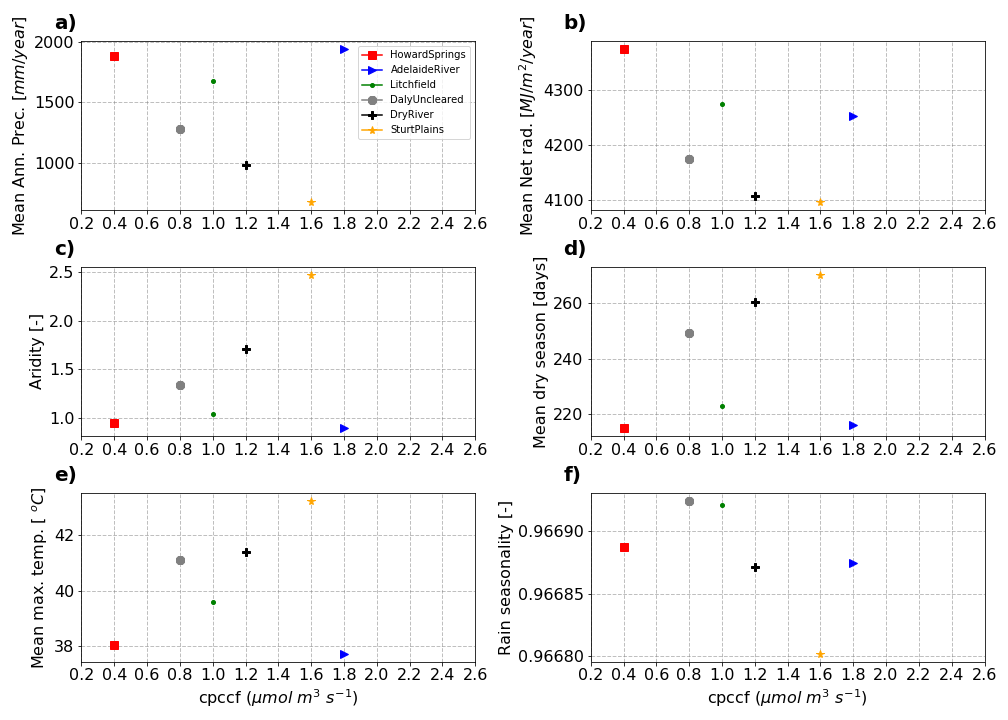 a)
Mean Ann. Prec. [mm/year]
2000
1500
1000
HowardSprings
AdelaideRiver
Litchfield
DalyUncleared
DryRiver
SturtPlains
0.2 0.4 0.6 0.8 1.0 1.2 1.4 1.6 1.8 2.0 2.2 2.4 2.6
b)
Mean Net rad. [MJ/m²/year]
4300
4200
4100
0.2 0.4 0.6 0.8 1.0 1.2 1.4 1.6 1.8 2.0 2.2 2.4 2.6
c)
Aridity [-]
2.5
2.0
1.5
1.0
0.2 0.4 0.6 0.8 1.0 1.2 1.4 1.6 1.8 2.0 2.2 2.4 2.6
d)
Mean dry season [days]
260
240
220
0.2 0.4 0.6 0.8 1.0 1.2 1.4 1.6 1.8 2.0 2.2 2.4 2.6
e)
Mean max. temp. [ °C]
42
40
38
0.2 0.4 0.6 0.8 1.0 1.2 1.4 1.6 1.8 2.0 2.2 2.4 2.6
cpccf (μmol m³ s⁻¹)
f)
Rain seasonality [-]
0.96690
0.96685
0.96680
0.2 0.4 0.6 0.8 1.0 1.2 1.4 1.6 1.8 2.0 2.2 2.4 2.6
cpccf (μmol m³ s⁻¹)